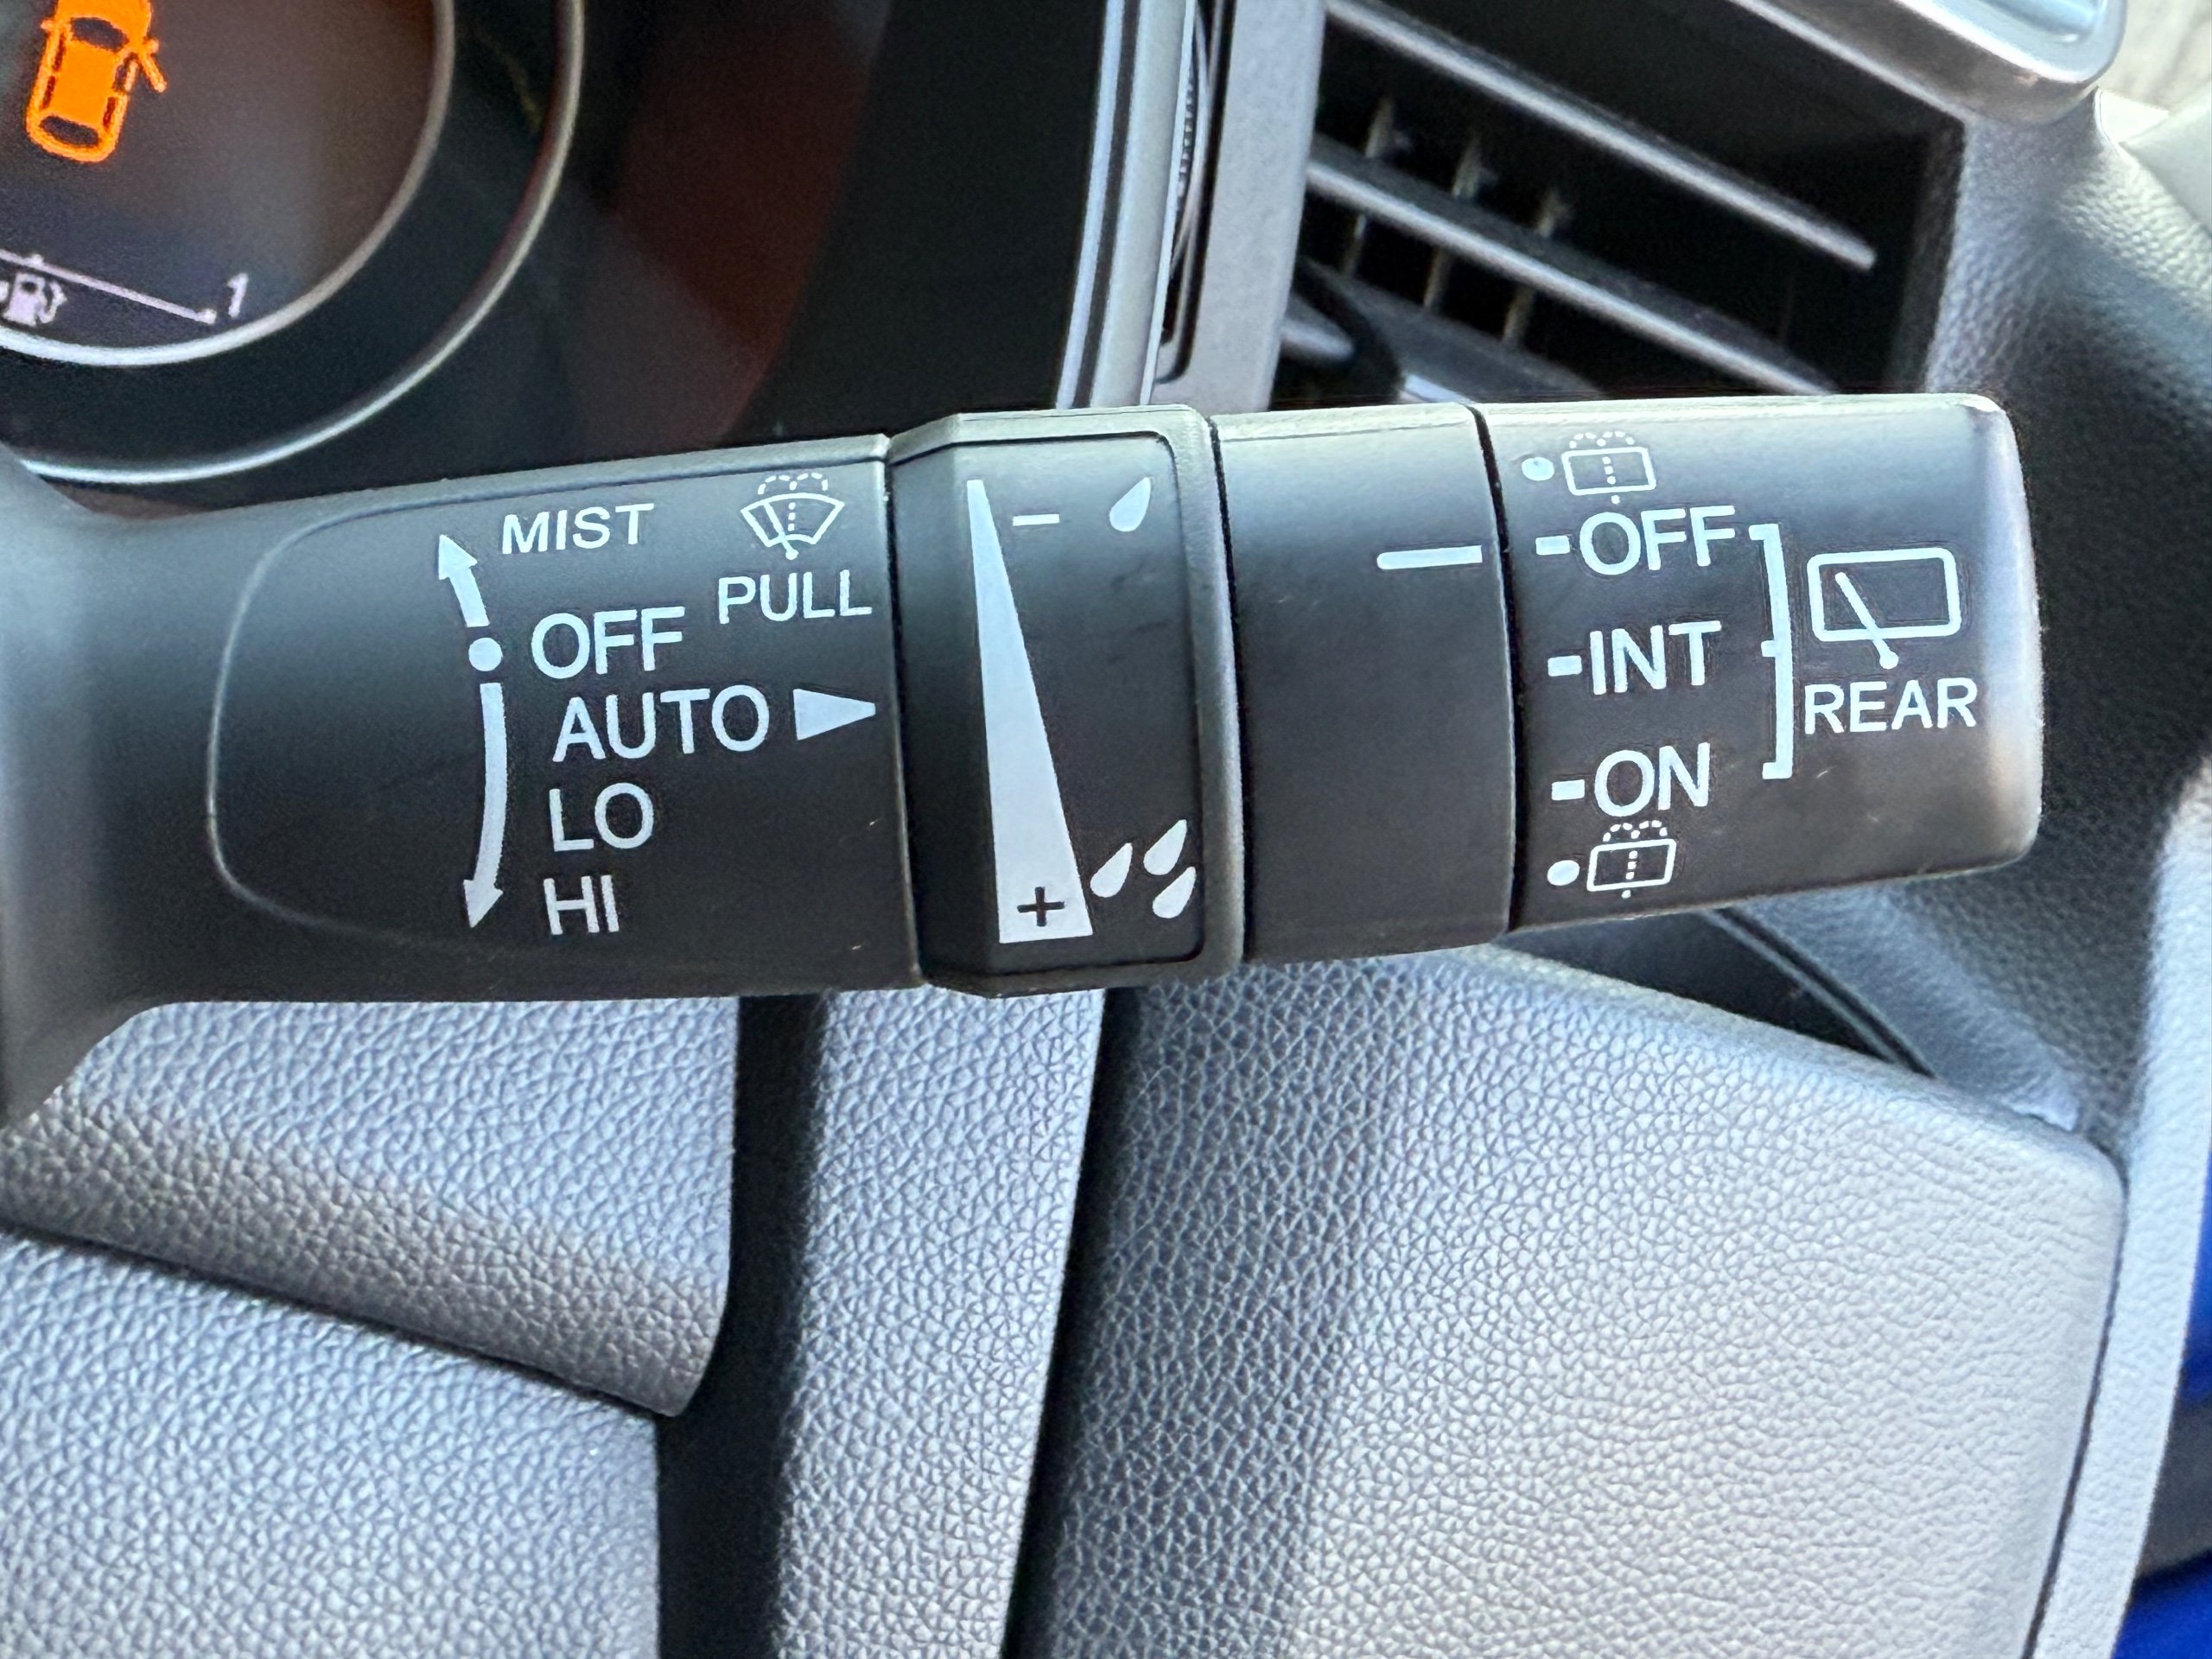 1
MIST
PULL
OFF
AUTO
LO
HI
−
+
-OFF
-INT
-ON
REAR